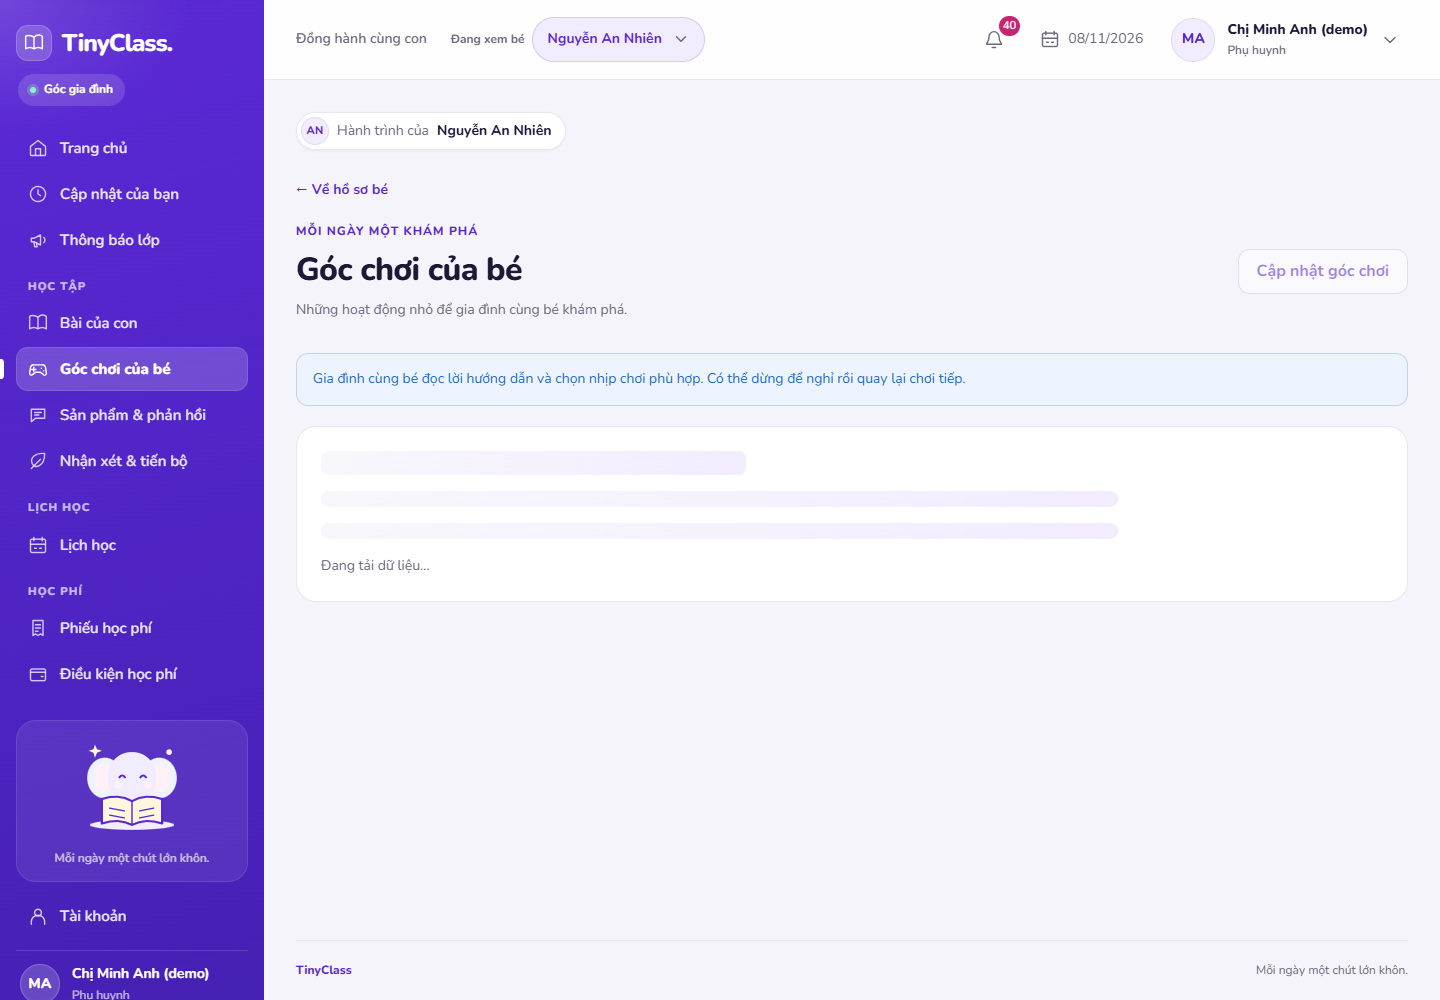 TinyClass.
Góc gia đình
Trang chủ
Cập nhật của bạn
Thông báo lớp
HỌC TẬP
Bài của con
Góc chơi của bé
Sản phẩm & phản hồi
Nhận xét & tiến bộ
LỊCH HỌC
Lịch học
HỌC PHÍ
Phiếu học phí
Điều kiện học phí
Mỗi ngày một chút lớn khôn.
Tài khoản
MA
Chị Minh Anh (demo)
Phụ huynh
Đồng hành cùng con
Đang xem bé
Nguyễn An Nhiên
40
08/11/2026
MA
Chị Minh Anh (demo)
Phụ huynh
AN Hành trình của Nguyễn An Nhiên
← Về hồ sơ bé
MỖI NGÀY MỘT KHÁM PHÁ
Góc chơi của bé
Những hoạt động nhỏ để gia đình cùng bé khám phá.
Cập nhật góc chơi
Gia đình cùng bé đọc lời hướng dẫn và chọn nhịp chơi phù hợp. Có thể dừng để nghỉ rồi quay lại chơi tiếp.
Đang tải dữ liệu...
TinyClass
Mỗi ngày một chút lớn khôn.